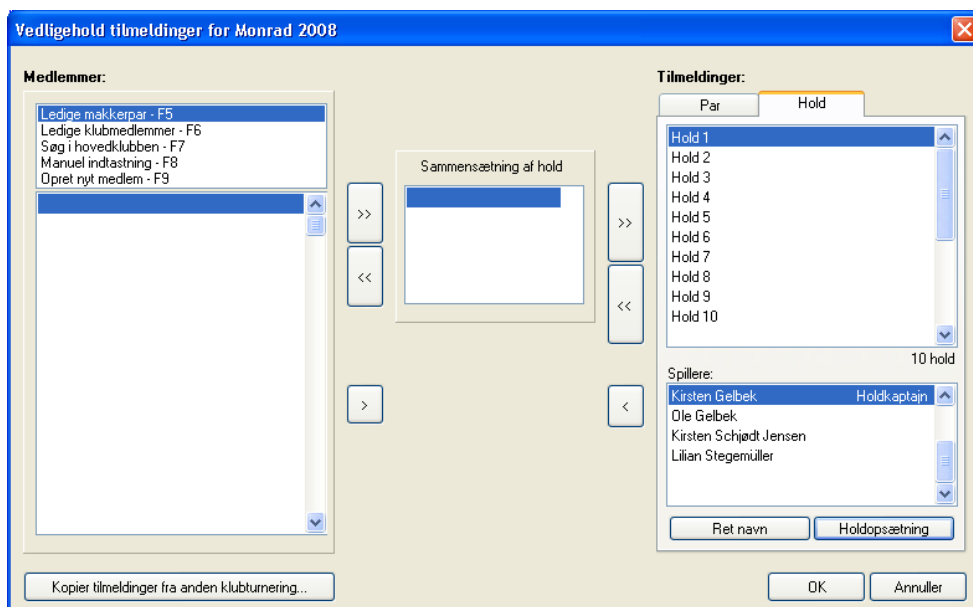 Vedligehold tilmeldinger for Monrad 2008
Medlemmer:
Ledige makkerpar - F5
Ledige klubmedlemmer - F6
Søg i hovedklubben - F7
Manuel indtastning - F8
Opret nyt medlem - F9
>>
<<
>
Sammensætning af hold
>>
<<
<
Tilmeldinger:
Par
Hold
Hold 1
Hold 2
Hold 3
Hold 4
Hold 5
Hold 6
Hold 7
Hold 8
Hold 9
Hold 10
10 hold
Spillere:
Kirsten Gelbek Holdkaptajn
Ole Gelbek
Kirsten Schjødt Jensen
Lilian Stegemüller
Ret navn
Holdopsætning
Kopier tilmeldinger fra anden klubturnering...
OK
Annuller